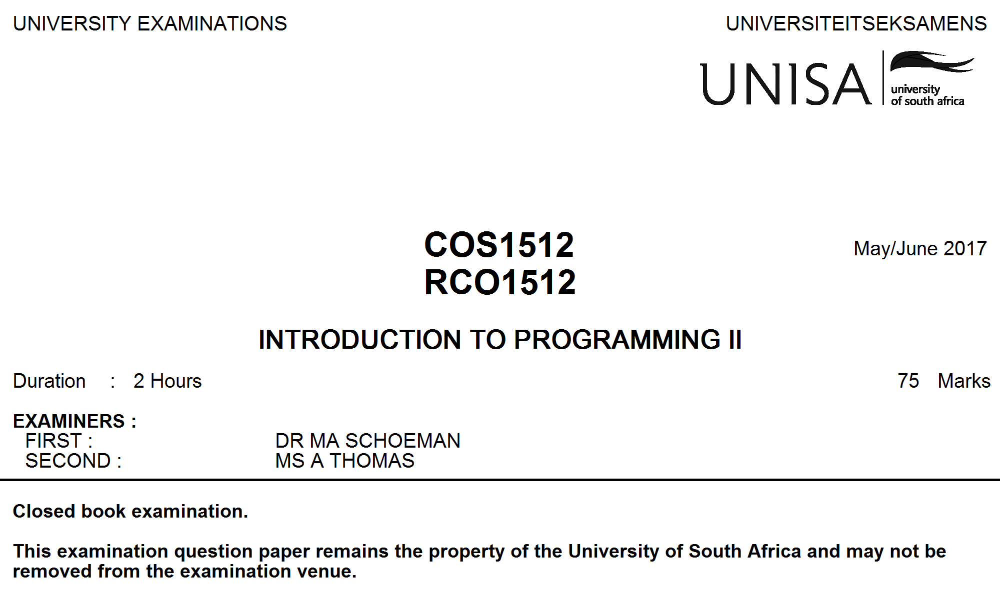 UNIVERSITY EXAMINATIONS
UNIVERSITEITSEKSAMENS
UNISA
university
of south africa
COS1512
May/June 2017
RCO1512
INTRODUCTION TO PROGRAMMING II
Duration : 2 Hours
75 Marks
EXAMINERS :
FIRST : DR MA SCHOEMAN
SECOND : MS A THOMAS
Closed book examination.
This examination question paper remains the property of the University of South Africa and may not be
removed from the examination venue.